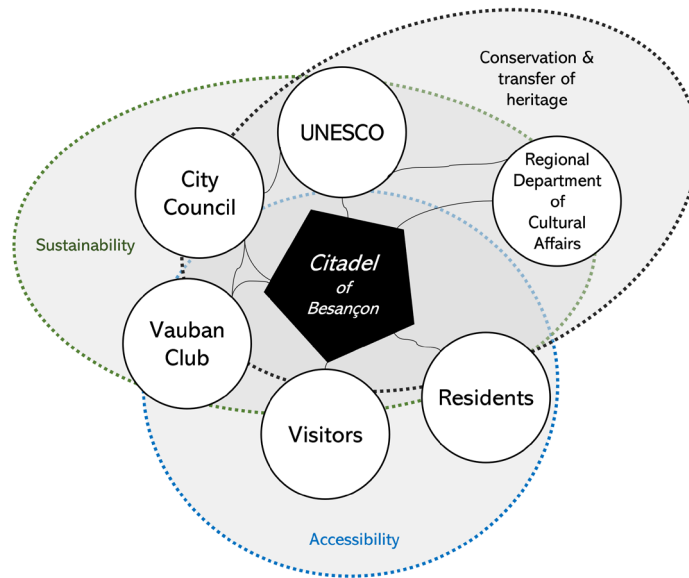 Conservation &
transfer of
heritage
UNESCO
Regional
Department
of
Cultural
Affairs
City
Council
Sustainability
Citadel
of
Besançon
Vauban
Club
Residents
Visitors
Accessibility